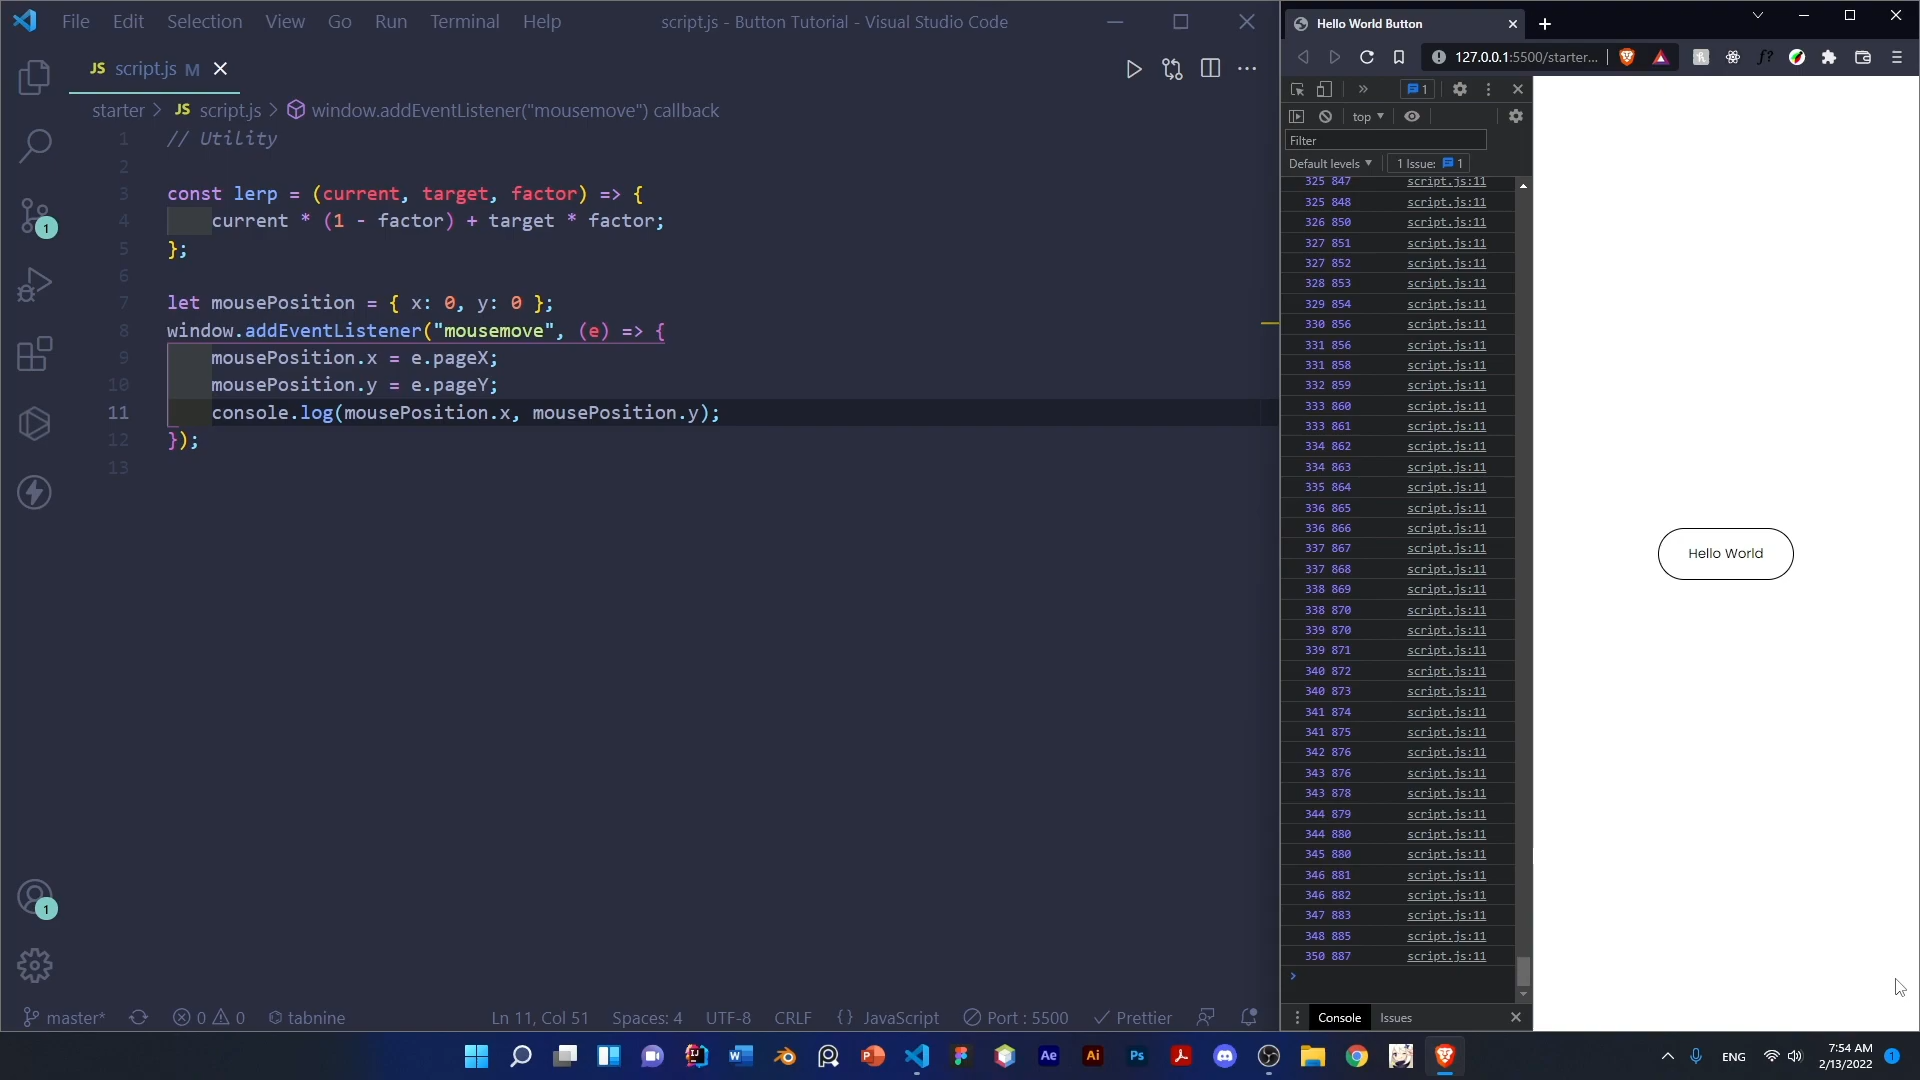 File Edit Selection View Go Run Terminal Help
script.js - Button Tutorial - Visual Studio Code
JS script.js M
starter > JS script.js > window.addEventListener("mousemove") callback
1 // Utility
2
3 const lerp = (current, target, factor) => {
4 current * (1 - factor) + target * factor;
5 };
6
7 let mousePosition = { x: 0, y: 0 };
8 window.addEventListener("mousemove", (e) => {
9 mousePosition.x = e.pageX;
10 mousePosition.y = e.pageY;
11 console.log(mousePosition.x, mousePosition.y);
12 });
13
1
1
master* 0 0 tabnine Ln 11, Col 51 Spaces: 4 UTF-8 CRLF {} JavaScript Port : 5500 Prettier
Hello World Button
127.0.0.1:5500/starter...
f?
1
top
Filter
Default levels 1 Issue: 1
325 847 script.js:11
325 848 script.js:11
326 850 script.js:11
327 851 script.js:11
327 852 script.js:11
328 853 script.js:11
329 854 script.js:11
330 856 script.js:11
331 856 script.js:11
331 858 script.js:11
332 859 script.js:11
333 860 script.js:11
333 861 script.js:11
334 862 script.js:11
334 863 script.js:11
335 864 script.js:11
336 865 script.js:11
336 866 script.js:11
337 867 script.js:11
337 868 script.js:11
338 869 script.js:11
338 870 script.js:11
339 870 script.js:11
339 871 script.js:11
340 872 script.js:11
340 873 script.js:11
341 874 script.js:11
341 875 script.js:11
342 876 script.js:11
343 876 script.js:11
343 878 script.js:11
344 879 script.js:11
344 880 script.js:11
345 880 script.js:11
346 881 script.js:11
346 882 script.js:11
347 883 script.js:11
348 885 script.js:11
350 887 script.js:11
>
Console Issues
Hello World
IJ W P Ae Ai Ps
ENG
7:54 AM
2/13/2022
1